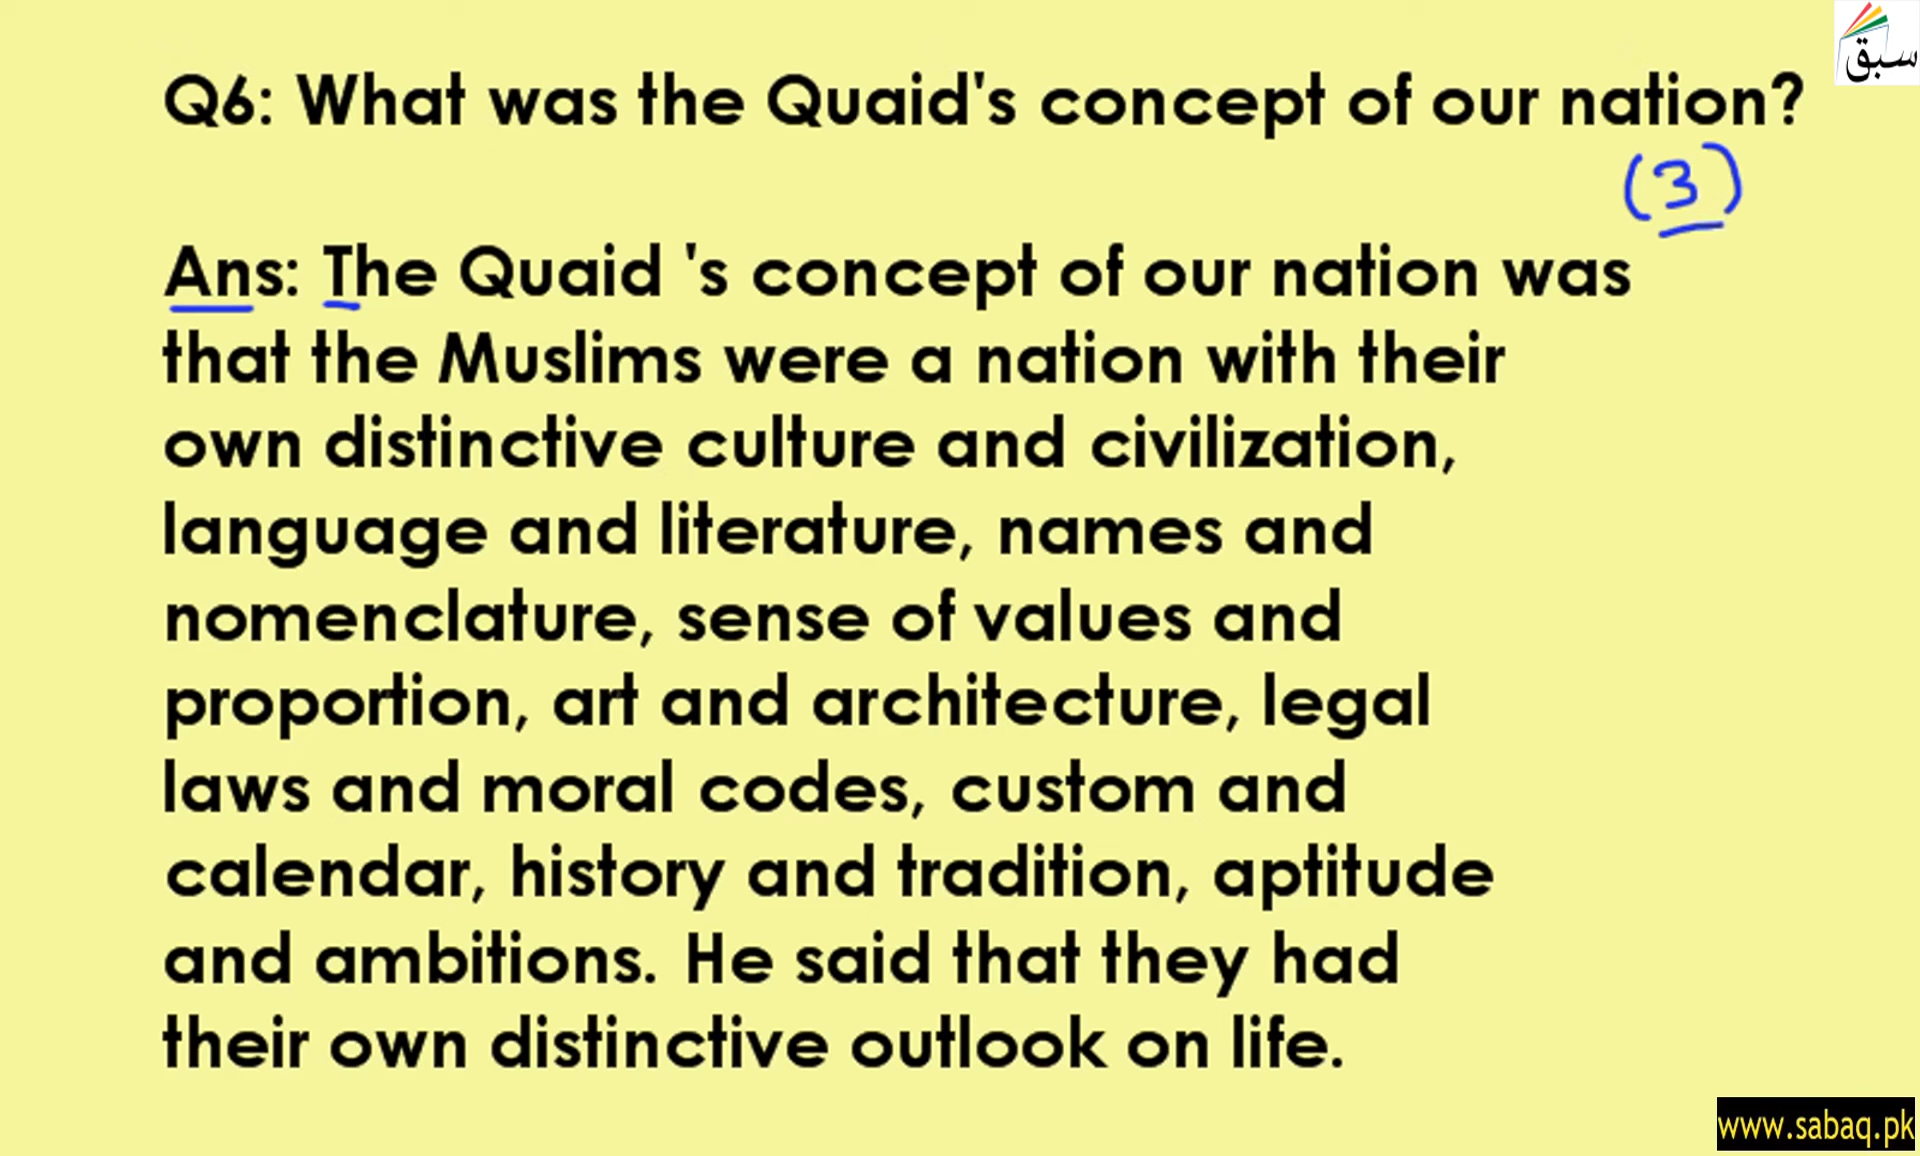 سبق
Q6: What was the Quaid's concept of our nation?
(3)
Ans: The Quaid 's concept of our nation was
that the Muslims were a nation with their
own distinctive culture and civilization,
language and literature, names and
nomenclature, sense of values and
proportion, art and architecture, legal
laws and moral codes, custom and
calendar, history and tradition, aptitude
and ambitions. He said that they had
their own distinctive outlook on life.
www.sabaq.pk